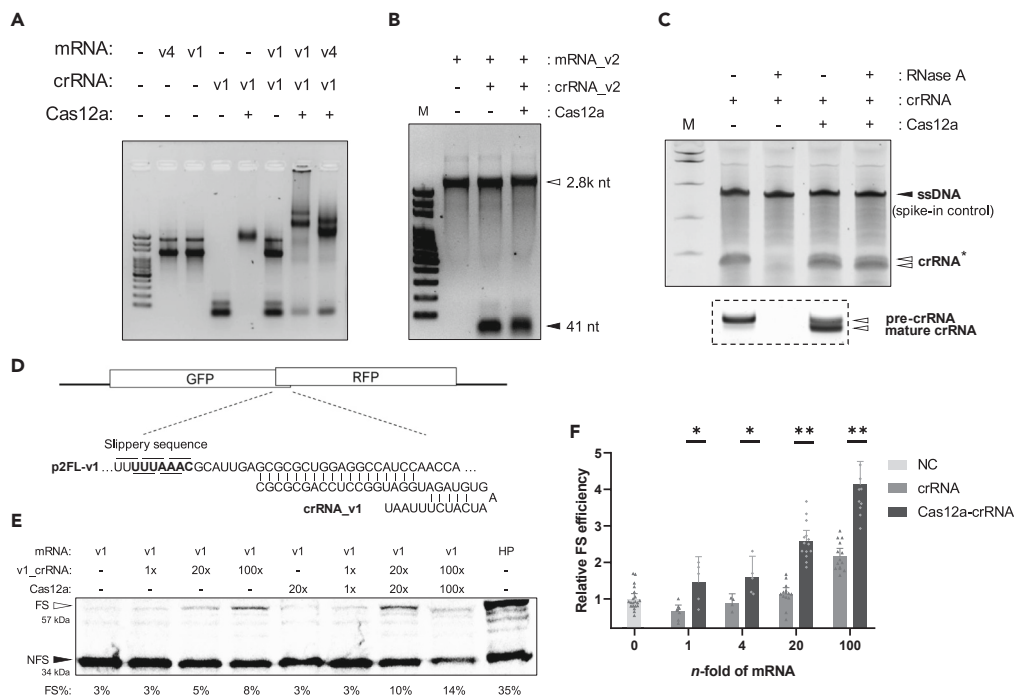 A
mRNA: - v4 v1 - - v1 v1 v4
crRNA: - - - v1 v1 v1 v1 v1
Cas12a: - - - - + - + +
B
+ + + : mRNA_v2
- + + : crRNA_v2
M - - + : Cas12a
2.8k nt
41 nt
C
- + - + : RNase A
+ + + + : crRNA
M - - + + : Cas12a
ssDNA
(spike-in control)
crRNA*
pre-crRNA
mature crRNA
D
GFP RFP
Slippery sequence
p2FL-v1 ...UUUUUAAACGCAUUGAGCGCGCUGGAGGCCAUCCAACCA ...
CGCGCGACCUCCGGUAGGUAGAUGUG
A
crRNA_v1 UAAUUUCUACUA
E
mRNA: v1 v1 v1 v1 v1 v1 v1 v1 HP
v1_crRNA: - 1x 20x 100x - 1x 20x 100x -
Cas12a: - - - - 20x 1x 20x 100x -
FS
57 kDa
NFS
34 kDa
FS%: 3% 3% 5% 8% 3% 3% 10% 14% 35%
F
* * ** **
NC
crRNA
Cas12a-crRNA
Relative FS efficiency
5
4
3
2
1
0 1 4 20 100
n-fold of mRNA